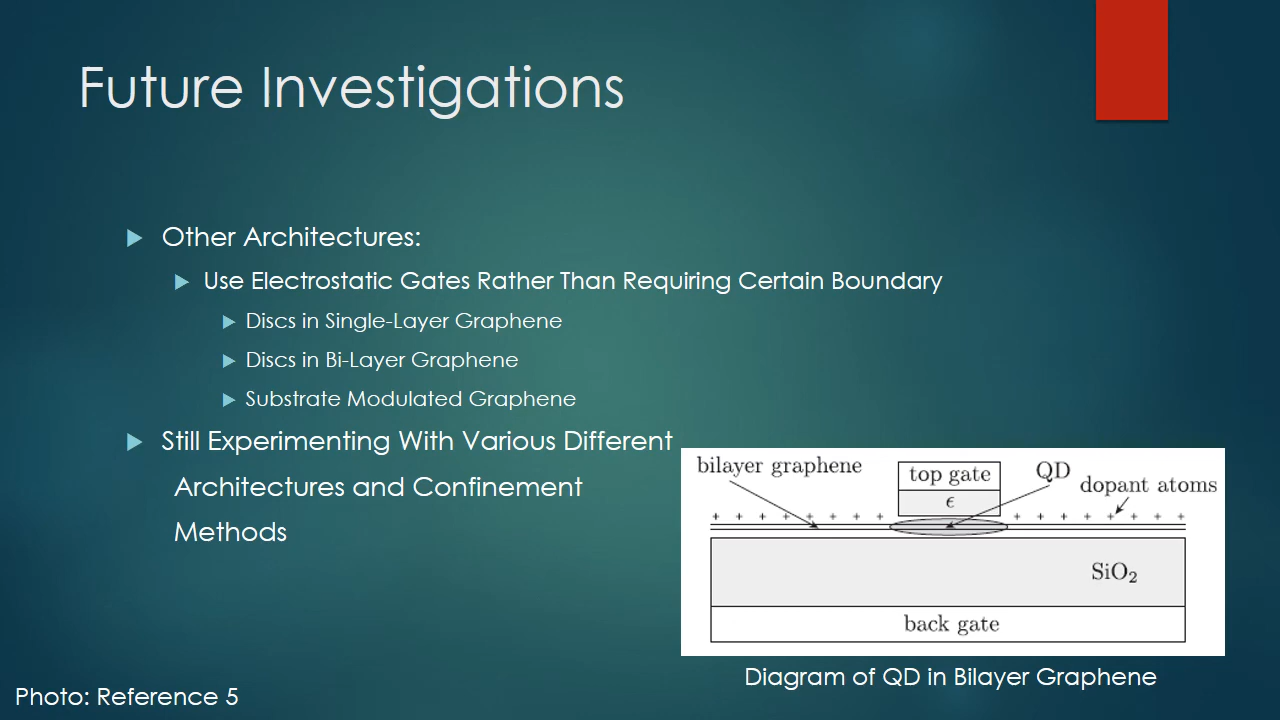 Future Investigations
Other Architectures:
Use Electrostatic Gates Rather Than Requiring Certain Boundary
Discs in Single-Layer Graphene
Discs in Bi-Layer Graphene
Substrate Modulated Graphene
Still Experimenting With Various Different
Architectures and Confinement
Methods
bilayer graphene
top gate
QD
dopant atoms
ϵ
+ + + + + + + + + + + + + + + +
SiO₂
back gate
Diagram of QD in Bilayer Graphene
Photo: Reference 5